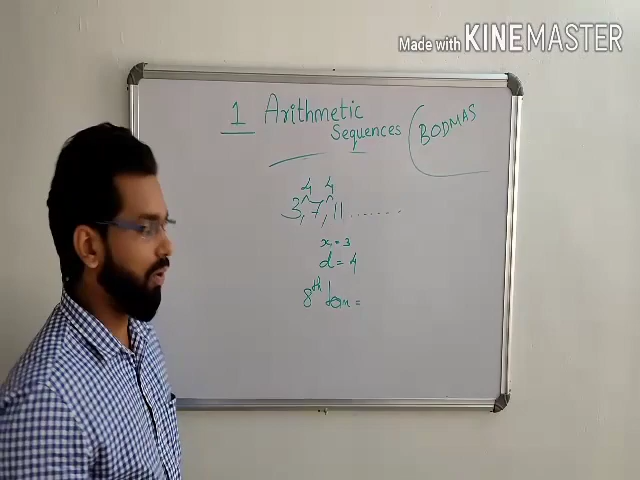 Made with KINEMASTER
1 Arithmetic
Sequences
BODMAS
4 4
3, 7, 11 .......
x = 3
d = 4
8th term =